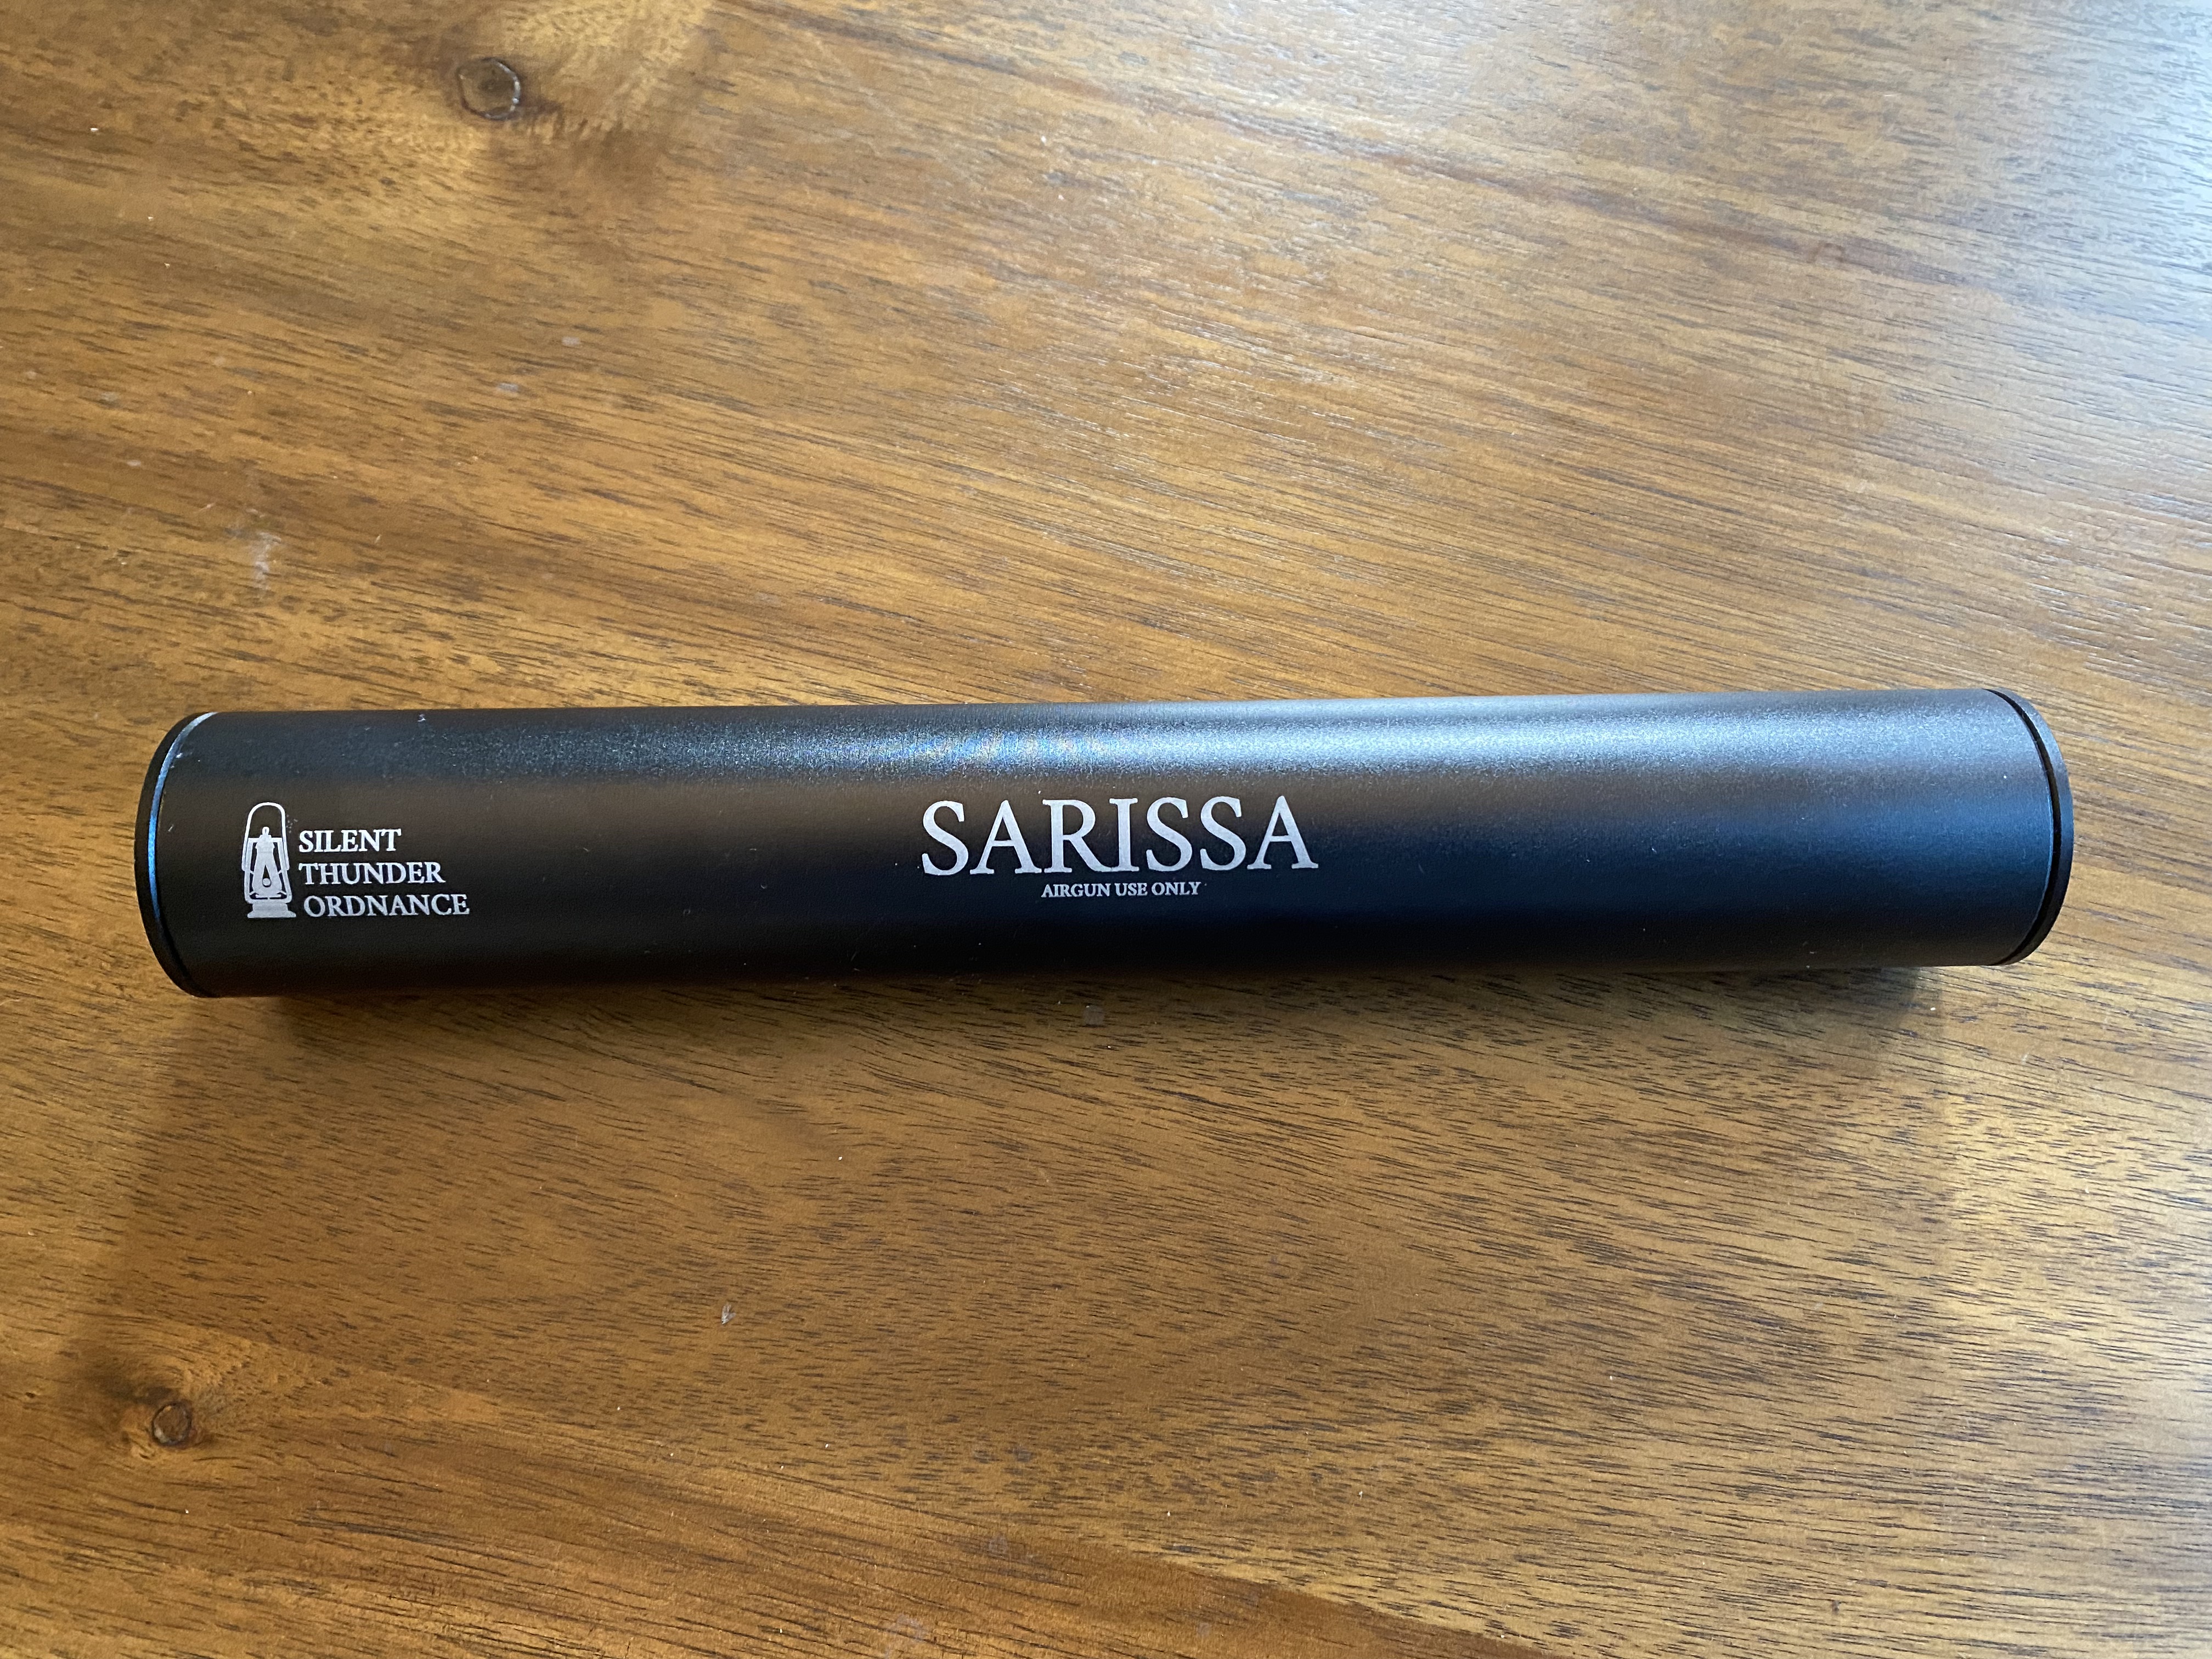 SILENT
THUNDER
ORDNANCE
SARISSA
AIRGUN USE ONLY